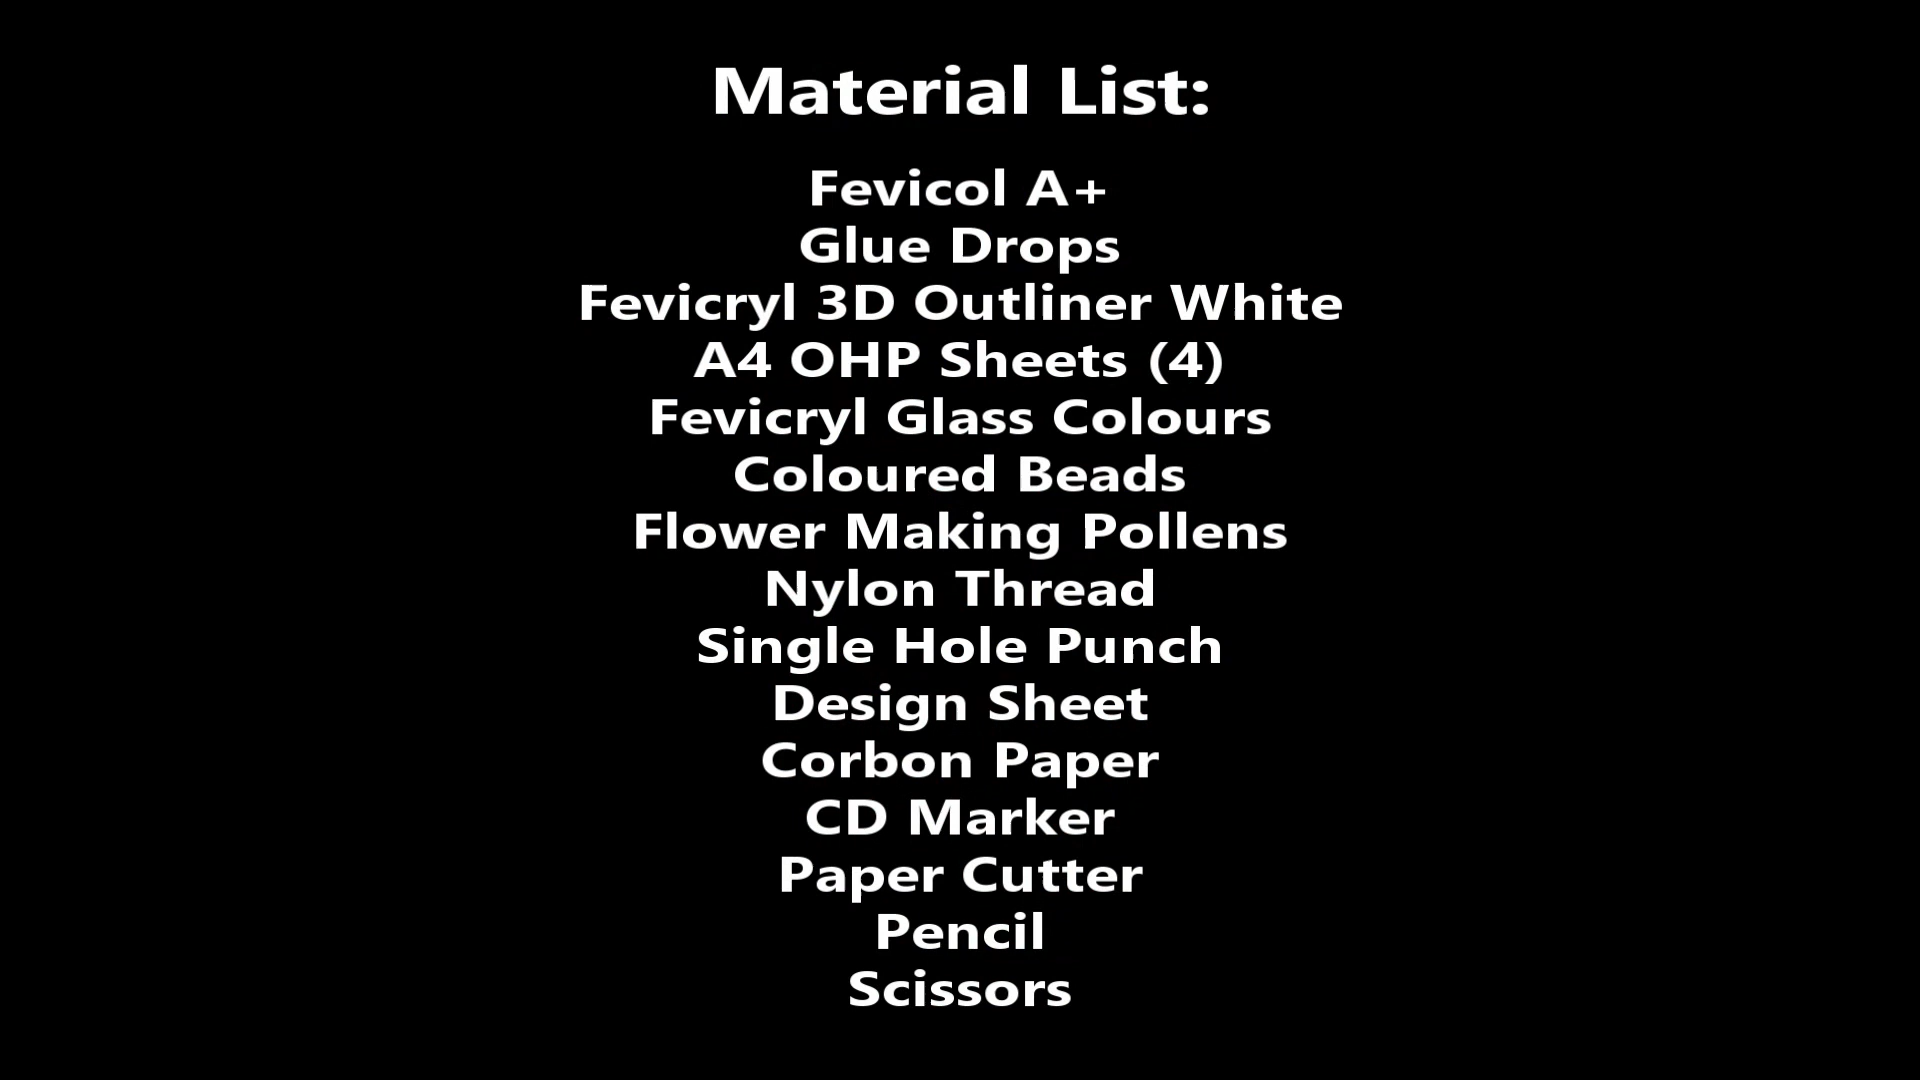 Material List:
Fevicol A+
Glue Drops
Fevicryl 3D Outliner White
A4 OHP Sheets (4)
Fevicryl Glass Colours
Coloured Beads
Flower Making Pollens
Nylon Thread
Single Hole Punch
Design Sheet
Corbon Paper
CD Marker
Paper Cutter
Pencil
Scissors